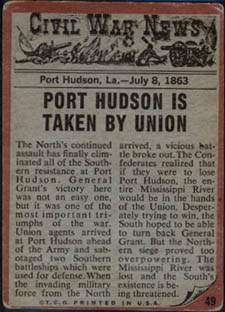 CIVIL WAR NEWS
Port Hudson, La.—July 8, 1863
PORT HUDSON IS
TAKEN BY UNION
The North's continued
assault has finally elim-
inated all of the South-
ern resistance at Port
Hudson. General
Grant's victory here
was not an easy one,
but it was one of the
most important tri-
umphs of the war.
Union agents arrived
at Port Hudson ahead
of the Army and sab-
otaged two Southern
battleships which were
used for defense. When
the invading military
force from the North
arrived, a vicious bat-
tle broke out. The Con-
federates realized that
if they were to lose
Port Hudson, the en-
tire Mississippi River
would be in the hands
of the Union. Desper-
ately trying to win, the
South hoped to be able
to turn back General
Grant. But the North-
ern siege proved too
overpowering. The
Mississippi River was
lost and the South's
existence is be-
ing threatened.
49
©T.C.G. PRINTED IN U.S.A.